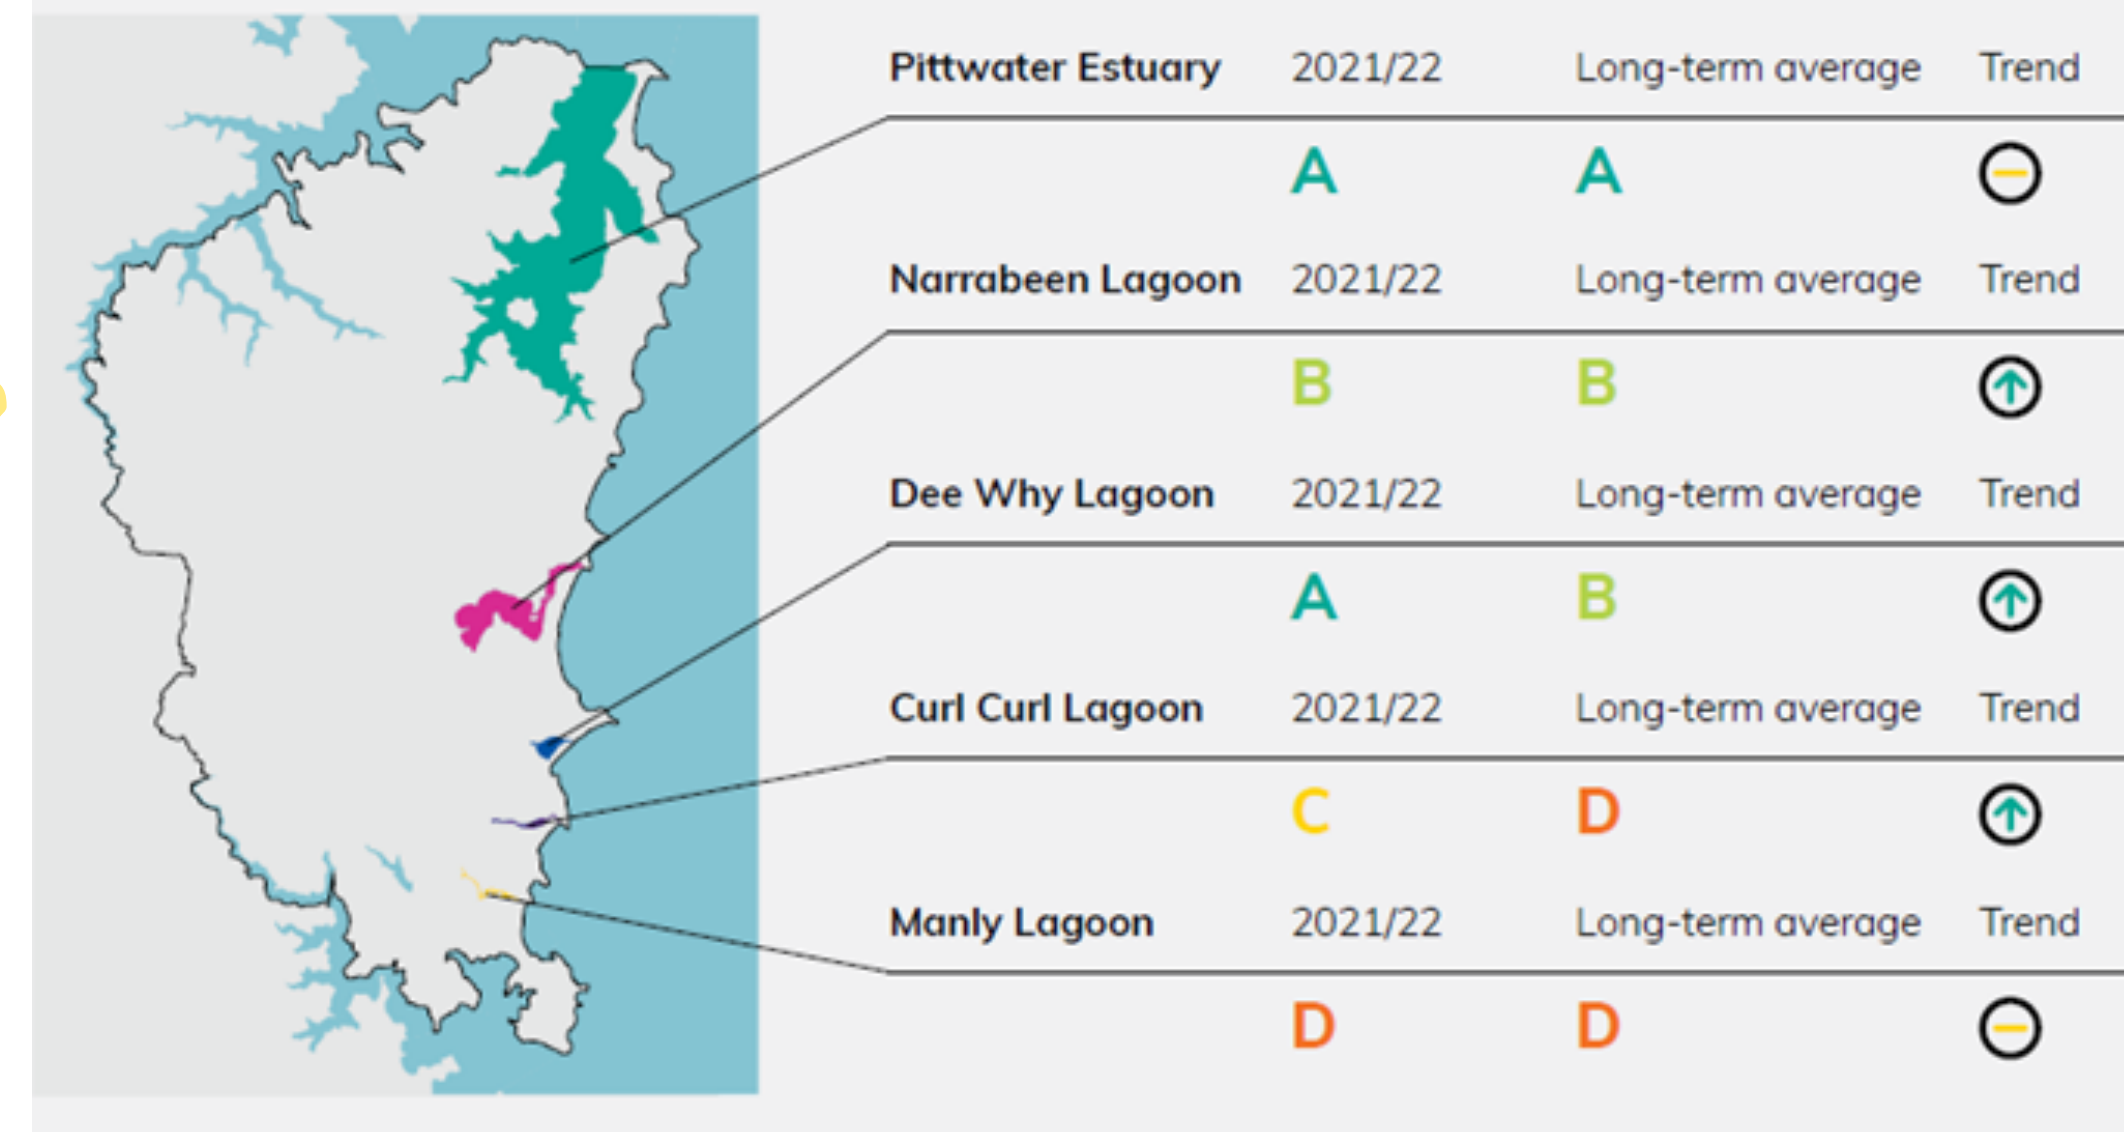 Pittwater Estuary 2021/22 Long-term average Trend
A A
Narrabeen Lagoon 2021/22 Long-term average Trend
B B
Dee Why Lagoon 2021/22 Long-term average Trend
A B
Curl Curl Lagoon 2021/22 Long-term average Trend
C D
Manly Lagoon 2021/22 Long-term average Trend
D D